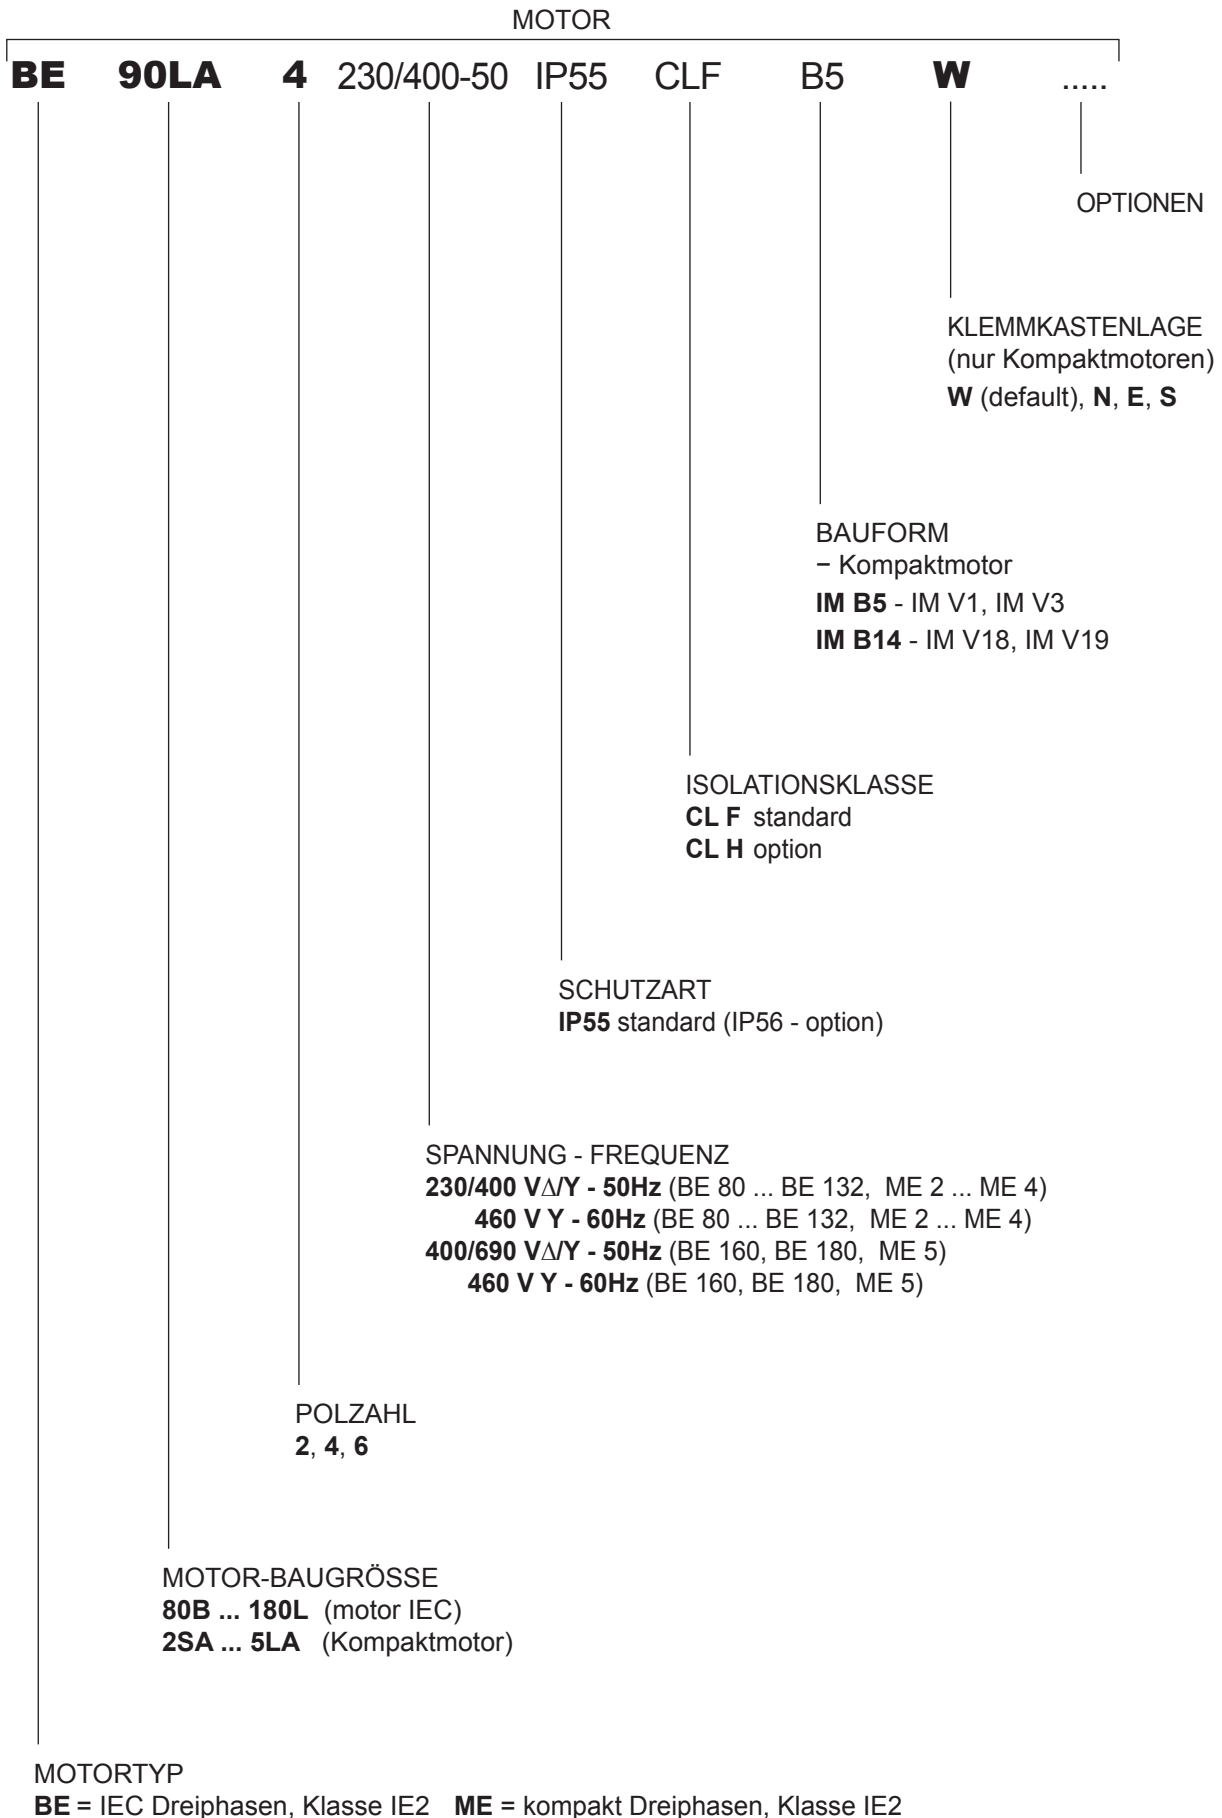 MOTOR
BE 90LA 4 230/400-50 IP55 CLF B5 W .....
OPTIONEN
KLEMMKASTENLAGE
(nur Kompaktmotoren)
W (default), N, E, S
BAUFORM
− Kompaktmotor
IM B5 - IM V1, IM V3
IM B14 - IM V18, IM V19
ISOLATIONSKLASSE
CL F standard
CL H option
SCHUTZART
IP55 standard (IP56 - option)
SPANNUNG - FREQUENZ
230/400 V∆/Y - 50Hz (BE 80 ... BE 132, ME 2 ... ME 4)
460 V Y - 60Hz (BE 80 ... BE 132, ME 2 ... ME 4)
400/690 V∆/Y - 50Hz (BE 160, BE 180, ME 5)
460 V Y - 60Hz (BE 160, BE 180, ME 5)
POLZAHL
2, 4, 6
MOTOR-BAUGRÖSSE
80B ... 180L (motor IEC)
2SA ... 5LA (Kompaktmotor)
MOTORTYP
BE = IEC Dreiphasen, Klasse IE2 ME = kompakt Dreiphasen, Klasse IE2